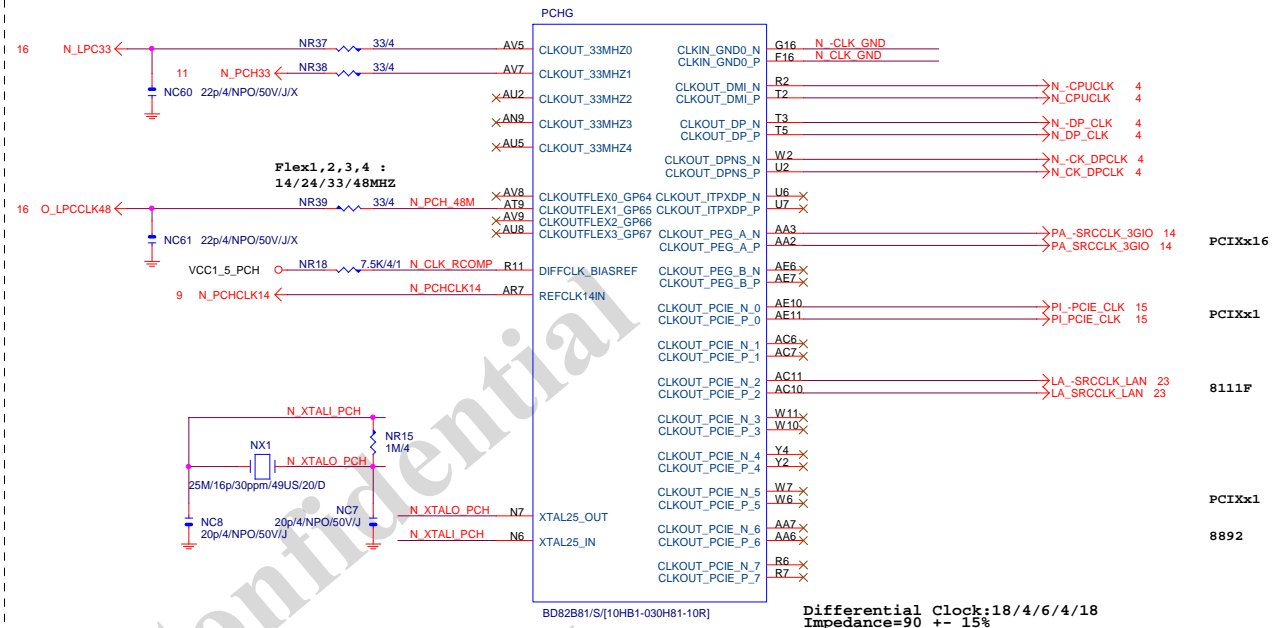 PCHG
16 N_LPC33 NR37 33/4 AV5 CLKOUT_33MHZ0
11 N_PCH33 NR38 33/4 AV7 CLKOUT_33MHZ1
NC60 22p/4/NPO/50V/J/X
AU2 CLKOUT_33MHZ2
AN9 CLKOUT_33MHZ3
AU5 CLKOUT_33MHZ4
Flex1,2,3,4 :
14/24/33/48MHZ
AV8 CLKOUTFLEX0_GP64
16 O_LPCCLK48 NR39 33/4 N_PCH_48M AT9 CLKOUTFLEX1_GP65
AV9 CLKOUTFLEX2_GP66
AU8 CLKOUTFLEX3_GP67
NC61 22p/4/NPO/50V/J/X
VCC1_5_PCH NR18 7.5K/4/1 N_CLK_RCOMP R11 DIFFCLK_BIASREF
9 N_PCHCLK14 N_PCHCLK14 AR7 REFCLK14IN
N_XTALI_PCH
NR15
1M/4
NX1
N_XTALO_PCH
25M/16p/30ppm/49US/20/D
NC8
20p/4/NPO/50V/J
NC7
20p/4/NPO/50V/J
N_XTALO_PCH N7 XTAL25_OUT
N_XTALI_PCH N6 XTAL25_IN
CLKIN_GND0_N G16 N_-CLK_GND
CLKIN_GND0_P F16 N_CLK_GND
CLKOUT_DMI_N R2 N_-CPUCLK 4
CLKOUT_DMI_P T2 N_CPUCLK 4
CLKOUT_DP_N T3 N_-DP_CLK 4
CLKOUT_DP_P T5 N_DP_CLK 4
CLKOUT_DPNS_N W2 N_-CK_DPCLK 4
CLKOUT_DPNS_P U2 N_CK_DPCLK 4
CLKOUT_ITPXDP_N U6
CLKOUT_ITPXDP_P U7
CLKOUT_PEG_A_N AA3 PA_-SRCCLK_3GIO 14
CLKOUT_PEG_A_P AA2 PA_SRCCLK_3GIO 14
PCIXx16
CLKOUT_PEG_B_N AE6
CLKOUT_PEG_B_P AE7
CLKOUT_PCIE_N_0 AE10 PI_-PCIE_CLK 15
CLKOUT_PCIE_P_0 AE11 PI_PCIE_CLK 15
PCIXx1
CLKOUT_PCIE_N_1 AC6
CLKOUT_PCIE_P_1 AC7
CLKOUT_PCIE_N_2 AC11 LA_-SRCCLK_LAN 23
CLKOUT_PCIE_P_2 AC10 LA_SRCCLK_LAN 23
8111F
CLKOUT_PCIE_N_3 W11
CLKOUT_PCIE_P_3 W10
CLKOUT_PCIE_N_4 Y4
CLKOUT_PCIE_P_4 Y2
CLKOUT_PCIE_N_5 W7
CLKOUT_PCIE_P_5 W6
PCIXx1
CLKOUT_PCIE_N_6 AA7
CLKOUT_PCIE_P_6 AA6
8892
CLKOUT_PCIE_N_7 R6
CLKOUT_PCIE_P_7 R7
BD82B81/S/[10HB1-030H81-10R]
Differential Clock:18/4/6/4/18
Impedance=90 +- 15%